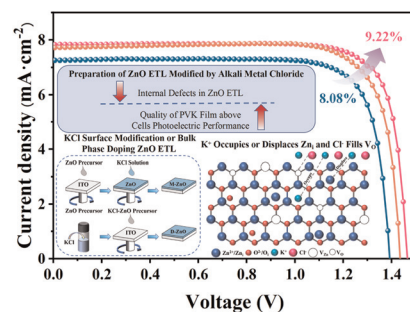 8
6
4
2
0
Current density (mA·cm⁻²)
9.22%
8.08%
Preparation of ZnO ETL Modified by Alkali Metal Chloride
Internal Defects in ZnO ETL
Quality of PVK Film above
Cells Photoelectric Performance
KCl Surface Modification or Bulk
Phase Doping ZnO ETL
ZnO Precursor
KCl Solution
ITO
ZnO
M-ZnO
ZnO Precursor
KCl-ZnO Precursor
KCl
ITO
D-ZnO
K⁺ Occupies or Displaces Znᵢ and Cl⁻ Fills V_O
Zn²⁺/Znᵢ
O²⁻/Oᵢ
K⁺
Cl⁻
V_Zn
V_O
0.0
0.2
0.4
0.6
0.8
1.0
1.2
1.4
Voltage (V)